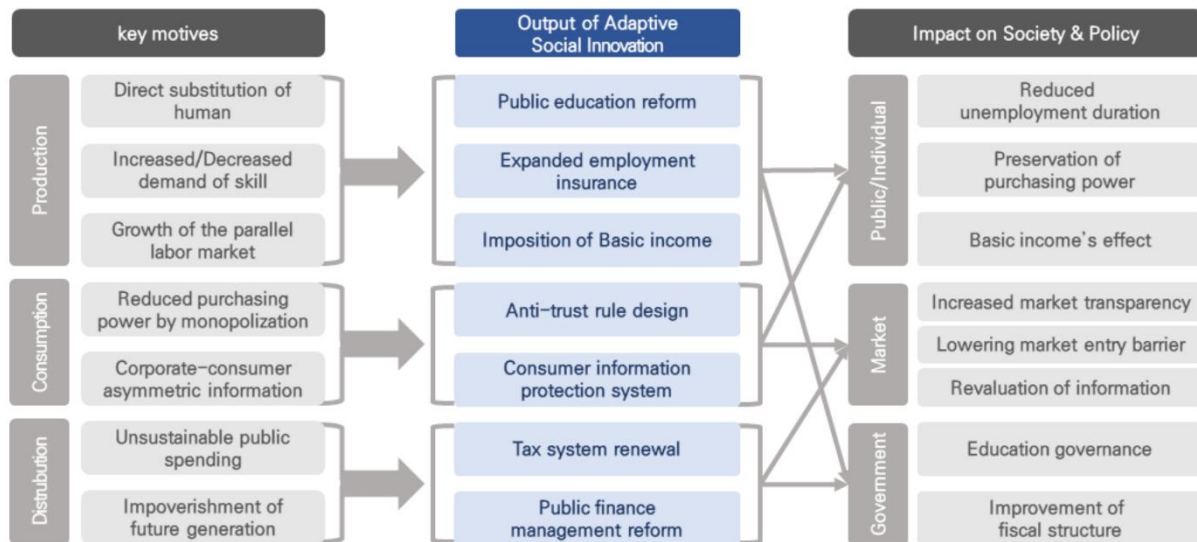 key motives
Output of Adaptive
Social Innovation
Impact on Society & Policy
Production
Direct substitution of
human
Increased/Decreased
demand of skill
Growth of the parallel
labor market
Public education reform
Expanded employment
insurance
Imposition of Basic income
Public/Individual
Reduced
unemployment duration
Preservation of
purchasing power
Basic income's effect
Consumption
Reduced purchasing
power by monopolization
Corporate-consumer
asymmetric information
Anti-trust rule design
Consumer information
protection system
Market
Increased market transparency
Lowering market entry barrier
Revaluation of information
Distrubution
Unsustainable public
spending
Impoverishment of
future generation
Tax system renewal
Public finance
management reform
Government
Education governance
Improvement of
fiscal structure